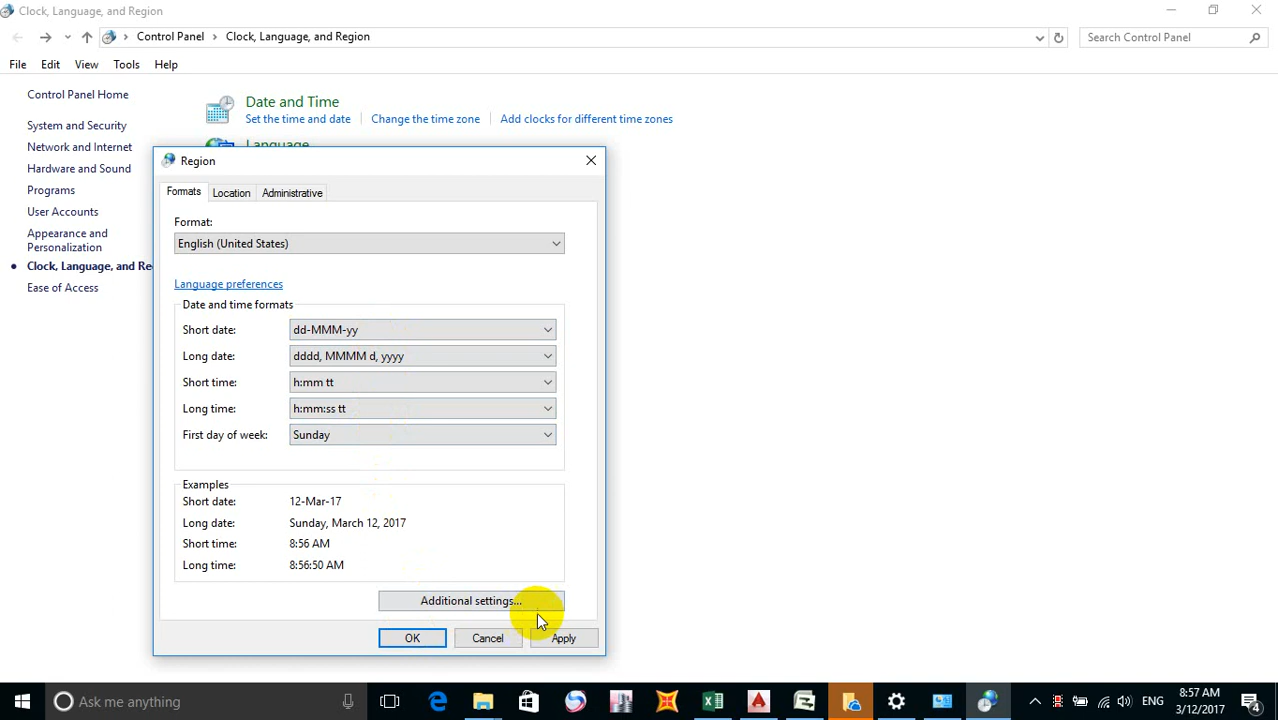 Clock, Language, and Region
Control Panel > Clock, Language, and Region
Search Control Panel
File Edit View Tools Help
Control Panel Home
System and Security
Network and Internet
Hardware and Sound
Programs
User Accounts
Appearance and
Personalization
Clock, Language, and Re
Ease of Access
Date and Time
Set the time and date
Change the time zone
Add clocks for different time zones
Language
Region
Formats Location Administrative
Format:
English (United States)
Language preferences
Date and time formats
Short date: dd-MMM-yy
Long date: dddd, MMMM d, yyyy
Short time: h:mm tt
Long time: h:mm:ss tt
First day of week: Sunday
Examples
Short date: 12-Mar-17
Long date: Sunday, March 12, 2017
Short time: 8:56 AM
Long time: 8:56:50 AM
Additional settings...
OK Cancel Apply
Ask me anything
ENG
8:57 AM
3/12/2017
4